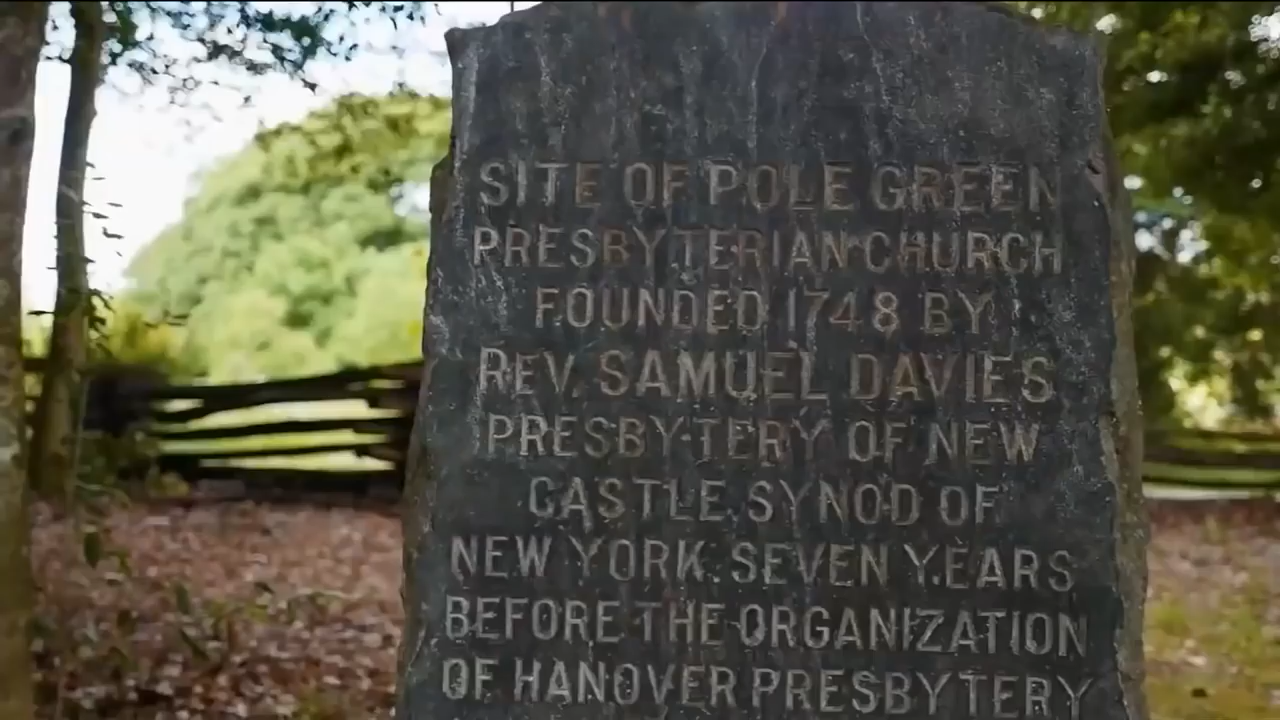 SITE OF POLE GREEN
PRESBYTERIAN CHURCH
FOUNDED 1748 BY
REV. SAMUEL DAVIES
PRESBYTERY OF NEW
CASTLE. SYNOD OF
NEW YORK. SEVEN YEARS
BEFORE THE ORGANIZATION
OF HANOVER PRESBYTERY